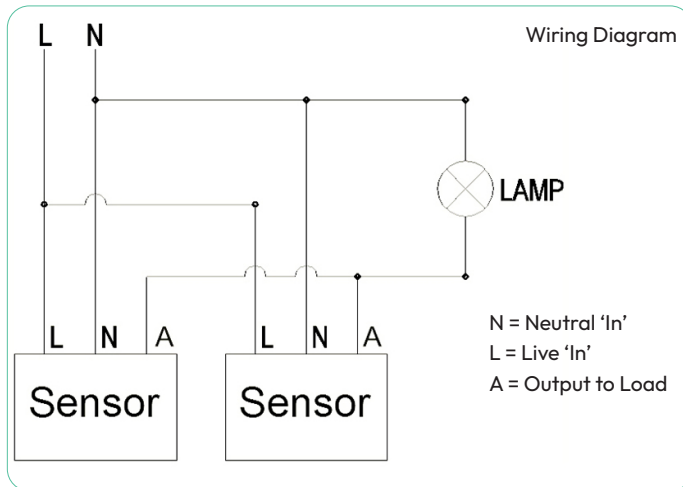 L N
Wiring Diagram
LAMP
N = Neutral ‘In’
L = Live ‘In’
A = Output to Load
L N A
L N A
Sensor
Sensor